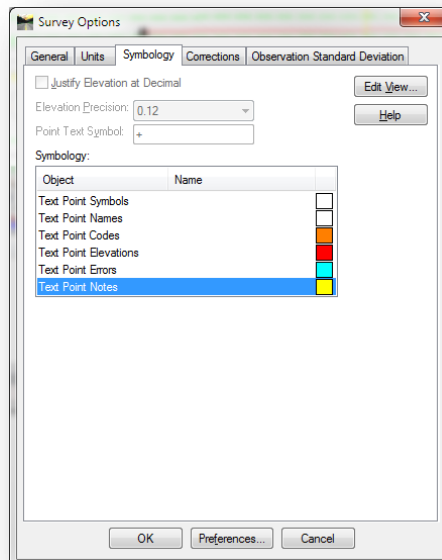 Survey Options
General Units Symbology Corrections Observation Standard Deviation
Justify Elevation at Decimal
Edit View...
Elevation Precision: 0.12
Help
Point Text Symbol: +
Symbology:
Object Name
Text Point Symbols
Text Point Names
Text Point Codes
Text Point Elevations
Text Point Errors
Text Point Notes
OK Preferences... Cancel